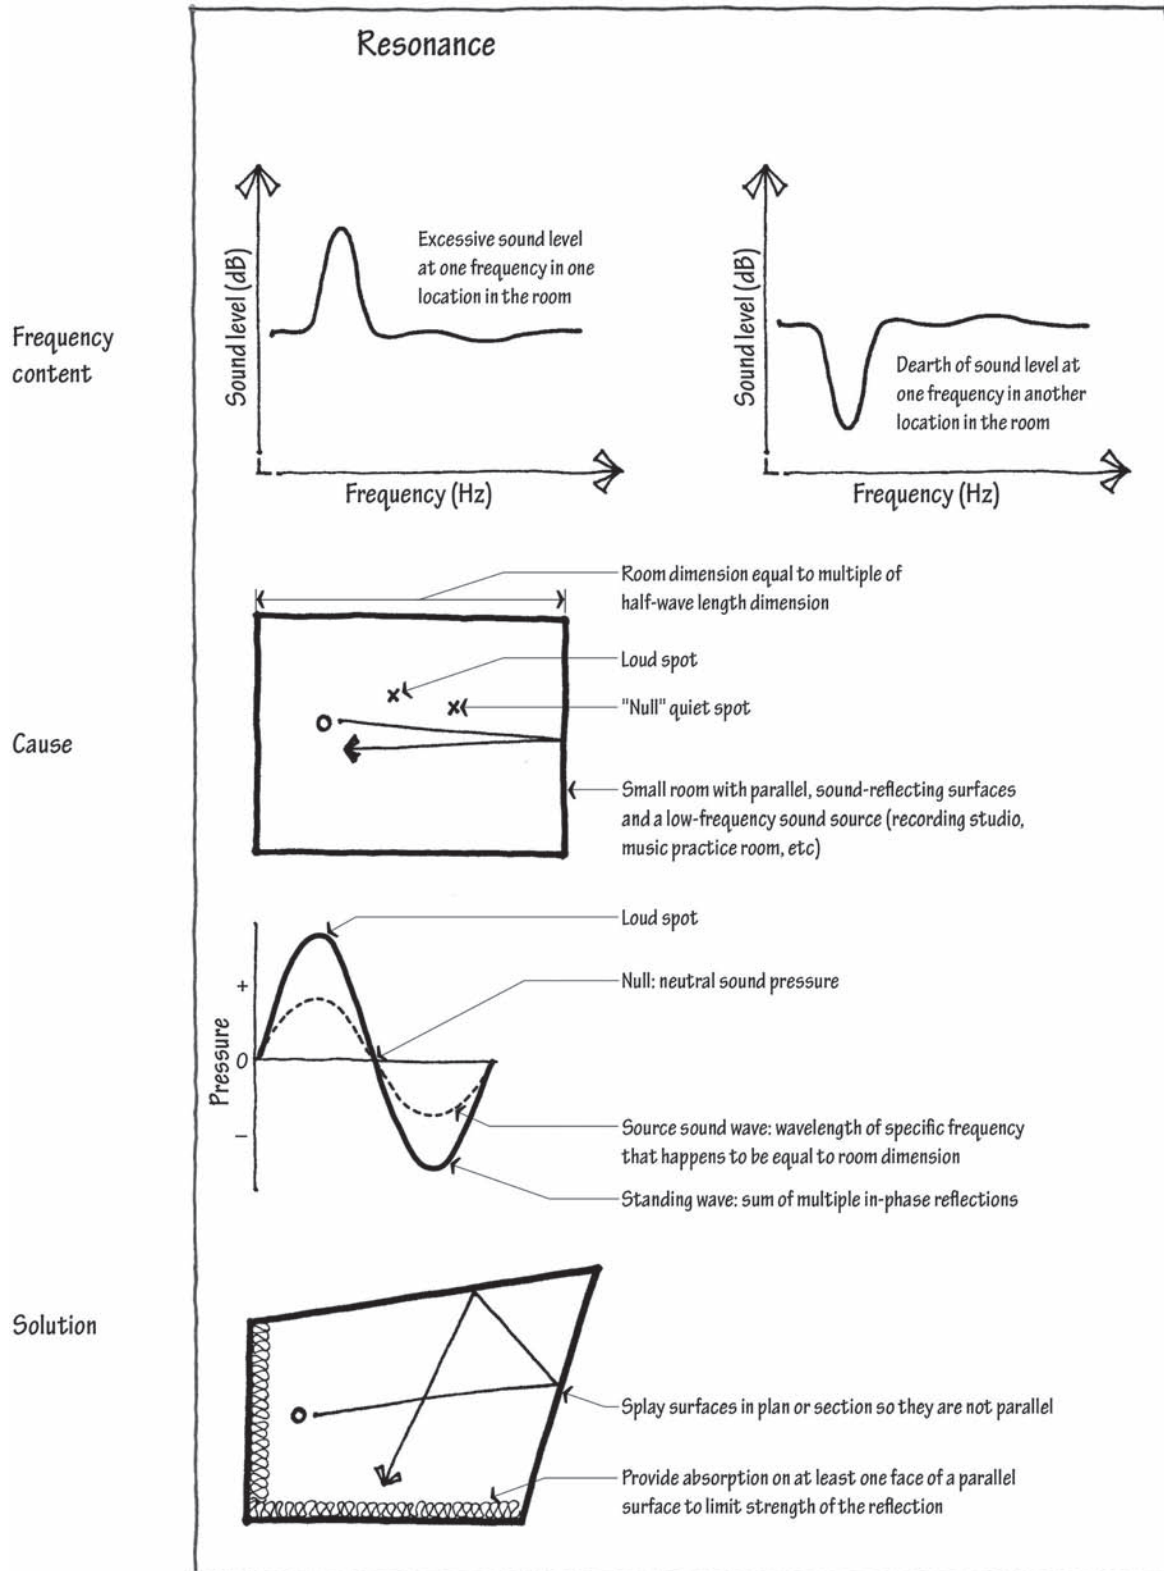 Resonance
Frequency
content
Sound level (dB)
Excessive sound level
at one frequency in one
location in the room
Frequency (Hz)
Sound level (dB)
Dearth of sound level at
one frequency in another
location in the room
Frequency (Hz)
Cause
Room dimension equal to multiple of
half-wave length dimension
Loud spot
"Null" quiet spot
Small room with parallel, sound-reflecting surfaces
and a low-frequency sound source (recording studio,
music practice room, etc)
Pressure
+
0
−
Loud spot
Null: neutral sound pressure
Source sound wave: wavelength of specific frequency
that happens to be equal to room dimension
Standing wave: sum of multiple in-phase reflections
Solution
Splay surfaces in plan or section so they are not parallel
Provide absorption on at least one face of a parallel
surface to limit strength of the reflection